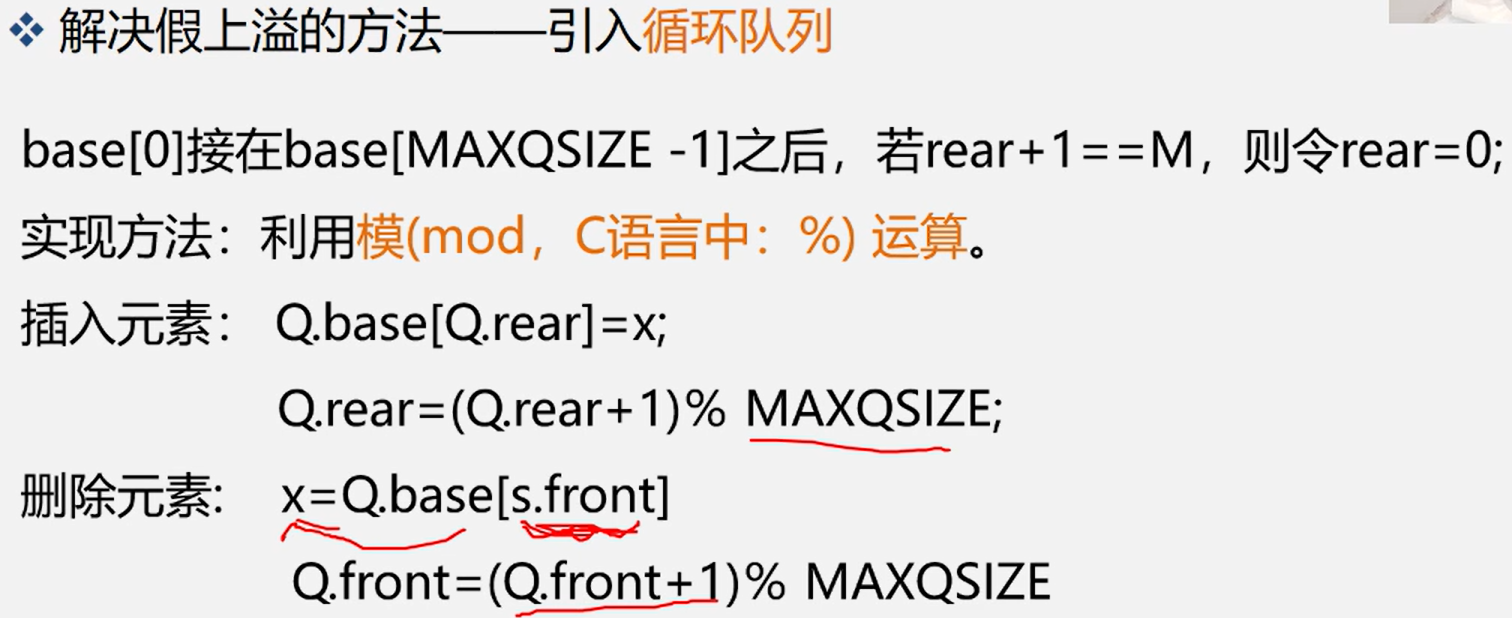 ❖ 解决假上溢的方法——引入循环队列
base[0]接在base[MAXQSIZE -1]之后，若rear+1==M，则令rear=0;
实现方法：利用模(mod，C语言中：%) 运算。
插入元素： Q.base[Q.rear]=x;
Q.rear=(Q.rear+1)% MAXQSIZE;
删除元素: x=Q.base[s.front]
Q.front=(Q.front+1)% MAXQSIZE